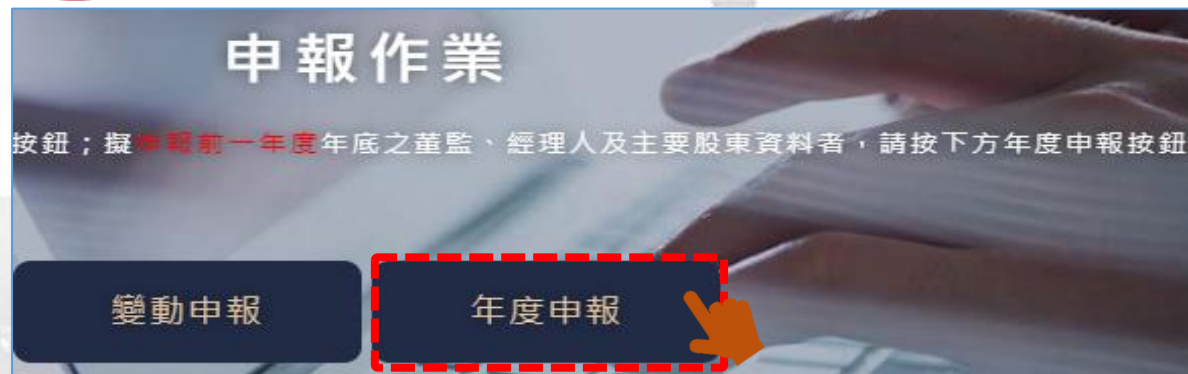 申報作業
按鈕；擬申報前一年度年底之董監、經理人及主要股東資料者，請按下方年度申報按鈕
變動申報
年度申報